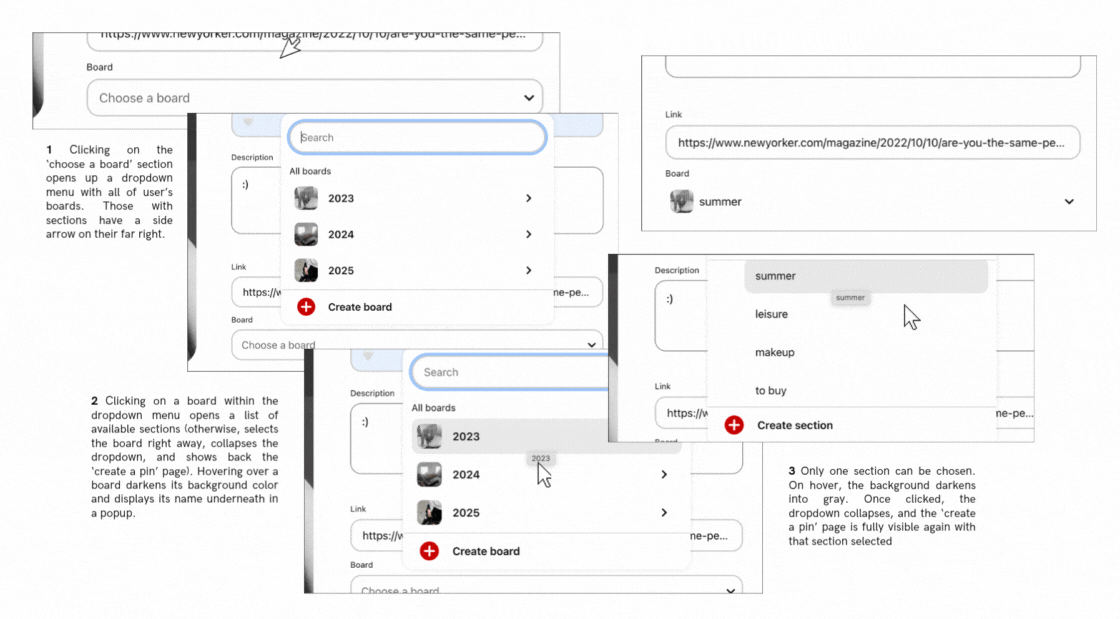 https://www.newyorker.com/magazine/2022/10/10/are-you-the-same-pe...
Board
Choose a board
1 Clicking on the
‘choose a board’ section
opens up a dropdown
menu with all of user’s
boards. Those with
sections have a side
arrow on their far right.
Search
Description
:)
All boards
2023
2024
2025
Link
https://w
me-pe...
Create board
Board
Choose a board
2 Clicking on a board within the
dropdown menu opens a list of
available sections (otherwise, selects
the board right away, collapses the
dropdown, and shows back the
‘create a pin’ page). Hovering over a
board darkens its background color
and displays its name underneath in
a popup.
Search
Description
:)
All boards
2023
2023
2024
2025
Link
https://w
ne-pe...
Create board
Board
Choose a board
Link
https://www.newyorker.com/magazine/2022/10/10/are-you-the-same-pe...
Board
summer
Description
:)
summer
summer
leisure
makeup
to buy
Link
https://w
me-pe...
Create section
Board
3 Only one section can be chosen.
On hover, the background darkens
into gray. Once clicked, the
dropdown collapses, and the ‘create
a pin’ page is fully visible again with
that section selected